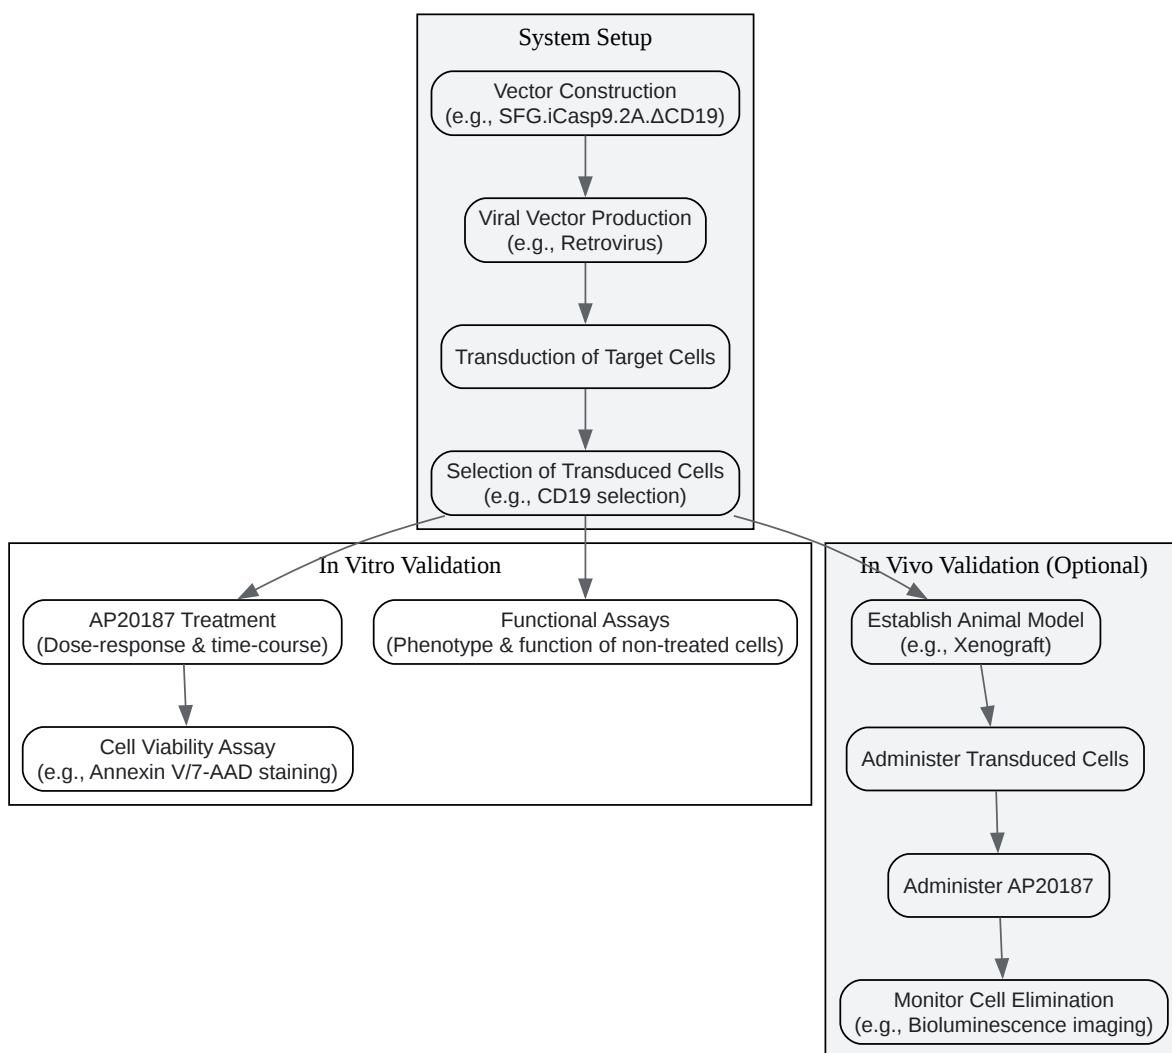 System Setup
Vector Construction
(e.g., SFG.iCasp9.2A.ΔCD19)
Viral Vector Production
(e.g., Retrovirus)
Transduction of Target Cells
Selection of Transduced Cells
(e.g., CD19 selection)
In Vitro Validation
AP20187 Treatment
(Dose-response & time-course)
Functional Assays
(Phenotype & function of non-treated cells)
Cell Viability Assay
(e.g., Annexin V/7-AAD staining)
In Vivo Validation (Optional)
Establish Animal Model
(e.g., Xenograft)
Administer Transduced Cells
Administer AP20187
Monitor Cell Elimination
(e.g., Bioluminescence imaging)